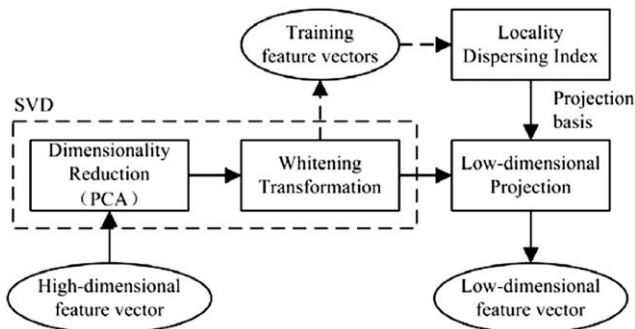 Training
feature vectors
Locality
Dispersing Index
SVD
Projection
basis
Dimensionality
Reduction
（PCA）
Whitening
Transformation
Low-dimensional
Projection
High-dimensional
feature vector
Low-dimensional
feature vector